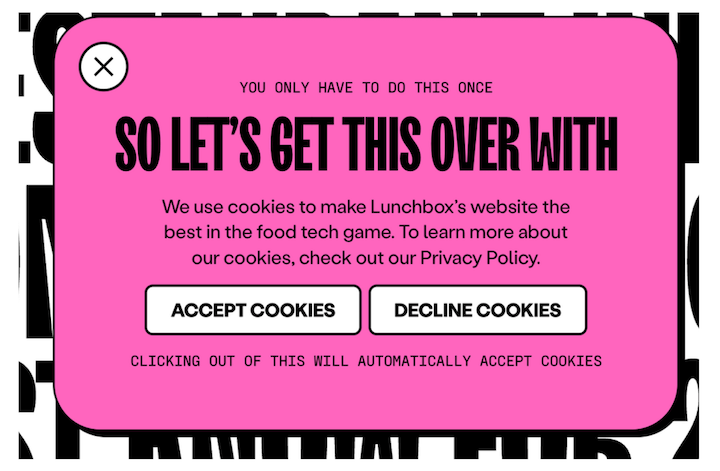 YOU ONLY HAVE TO DO THIS ONCE
SO LET'S GET THIS OVER WITH
We use cookies to make Lunchbox's website the
best in the food tech game. To learn more about
our cookies, check out our Privacy Policy.
ACCEPT COOKIES
DECLINE COOKIES
CLICKING OUT OF THIS WILL AUTOMATICALLY ACCEPT COOKIES